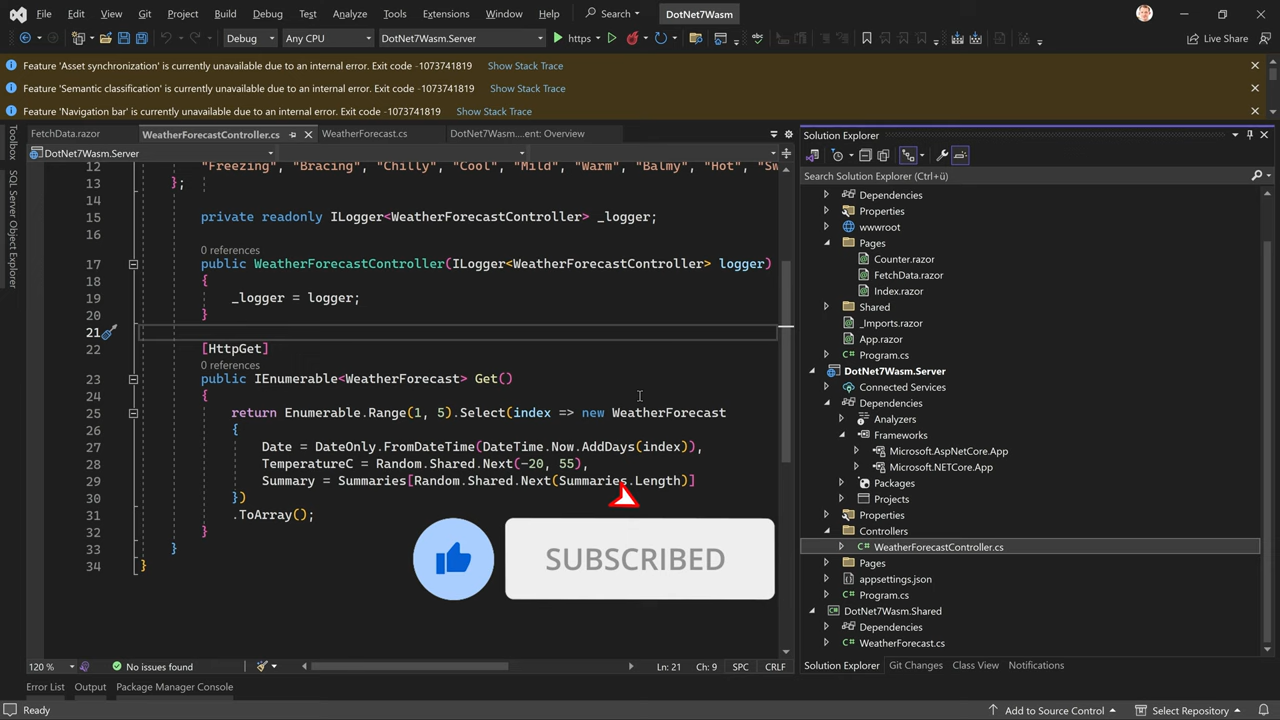 File Edit View Git Project Build Debug Test Analyze Tools Extensions Window Help Search DotNet7Wasm
Debug Any CPU DotNet7Wasm.Server https Live Share
Feature 'Asset synchronization' is currently unavailable due to an internal error. Exit code -1073741819 Show Stack Trace
Feature 'Semantic classification' is currently unavailable due to an internal error. Exit code -1073741819 Show Stack Trace
Feature 'Navigation bar' is currently unavailable due to an internal error. Exit code -1073741819 Show Stack Trace
Toolbox
SQL Server Object Explorer
FetchData.razor WeatherForecastController.cs WeatherForecast.cs DotNet7Wasm....ent: Overview
DotNet7Wasm.Server
12 "Freezing", "Bracing", "Chilly", "Cool", "Mild", "Warm", "Balmy", "Hot", "Sw
13 };
14
15 private readonly ILogger<WeatherForecastController> _logger;
16
0 references
17 public WeatherForecastController(ILogger<WeatherForecastController> logger)
18 {
19 _logger = logger;
20 }
21
22 [HttpGet]
0 references
23 public IEnumerable<WeatherForecast> Get()
24 {
25 return Enumerable.Range(1, 5).Select(index => new WeatherForecast
26 {
27 Date = DateOnly.FromDateTime(DateTime.Now.AddDays(index)),
28 TemperatureC = Random.Shared.Next(-20, 55),
29 Summary = Summaries[Random.Shared.Next(Summaries.Length)]
30 })
31 .ToArray();
32 }
33 }
34 }
SUBSCRIBED
120 % No issues found Ln: 21 Ch: 9 SPC CRLF
Error List Output Package Manager Console
Solution Explorer
Search Solution Explorer (Ctrl+ü)
Dependencies
Properties
wwwroot
Pages
Counter.razor
FetchData.razor
Index.razor
Shared
_Imports.razor
App.razor
C# Program.cs
DotNet7Wasm.Server
Connected Services
Dependencies
Analyzers
Frameworks
Microsoft.AspNetCore.App
Microsoft.NETCore.App
Packages
Projects
Properties
Controllers
C# WeatherForecastController.cs
Pages
appsettings.json
C# Program.cs
C# DotNet7Wasm.Shared
Dependencies
C# WeatherForecast.cs
Solution Explorer Git Changes Class View Notifications
Ready Add to Source Control Select Repository